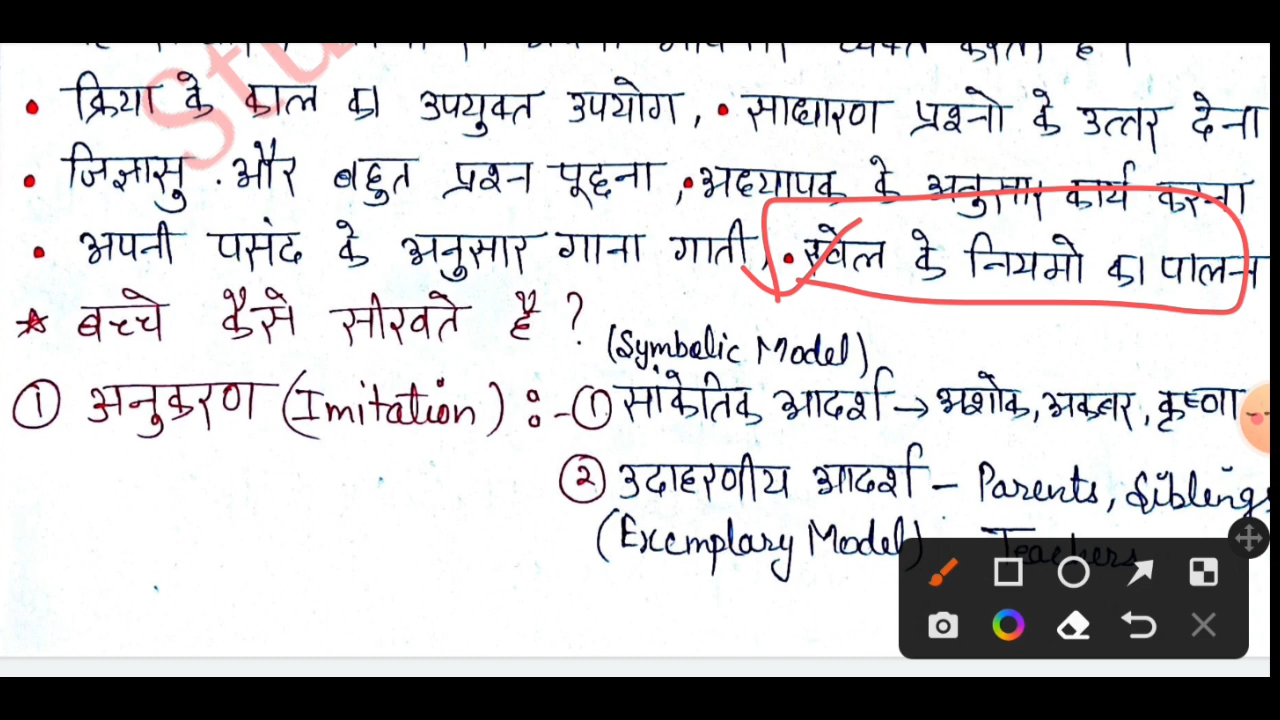 व्यक्त करता है।
• क्रिया के काल का उपयुक्त उपयोग, • साधारण प्रश्नो के उत्तर देना
• जिज्ञासु और बहुत प्रश्न पूछना, • अध्यापक के अनुसार कार्य करना
• अपनी पसंद के अनुसार गाना गाती, • खेल के नियमो का पालन
☆ बच्चे कैसे सीखते है ?
① अनुकरण (Imitation) : - ① सांकेतिक आदर्श → अशोक, अकबर, कृष्णा
(Symbolic Model)
② उदाहरणीय आदर्श - Parents, Siblings
(Exemplary Model) Teachers